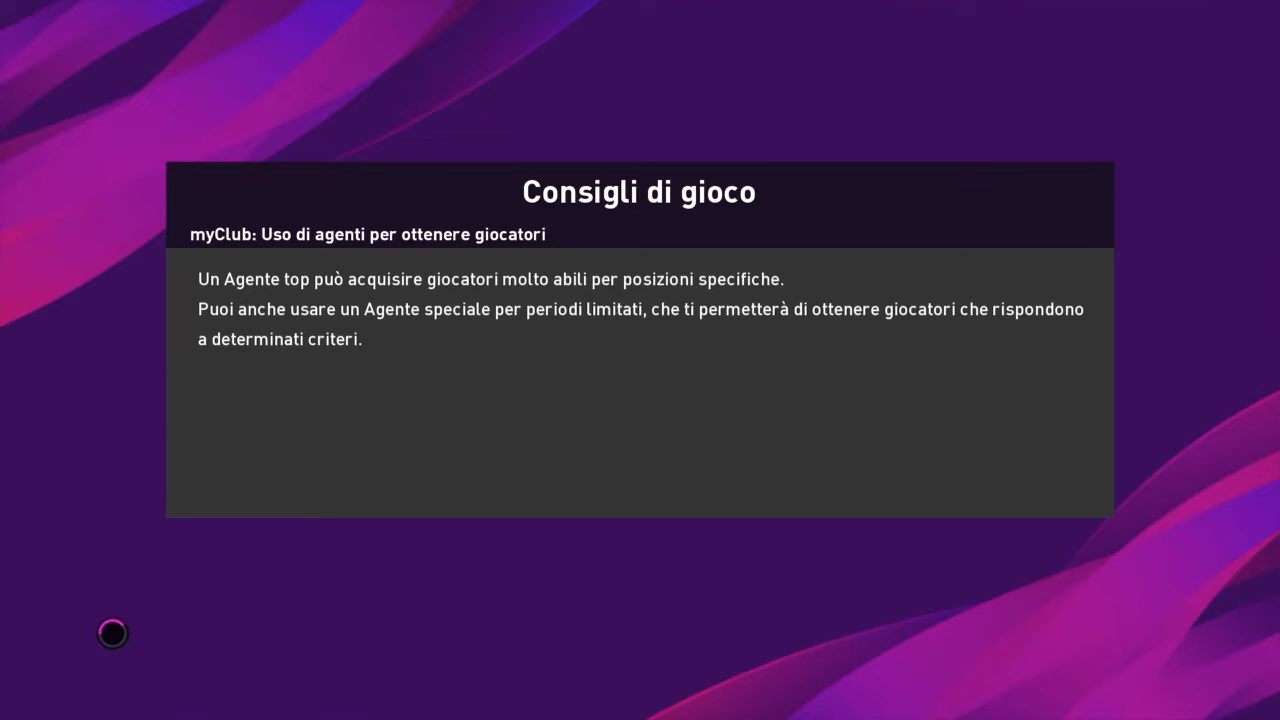 Consigli di gioco
myClub: Uso di agenti per ottenere giocatori
Un Agente top può acquisire giocatori molto abili per posizioni specifiche.
Puoi anche usare un Agente speciale per periodi limitati, che ti permetterà di ottenere giocatori che rispondono
a determinati criteri.